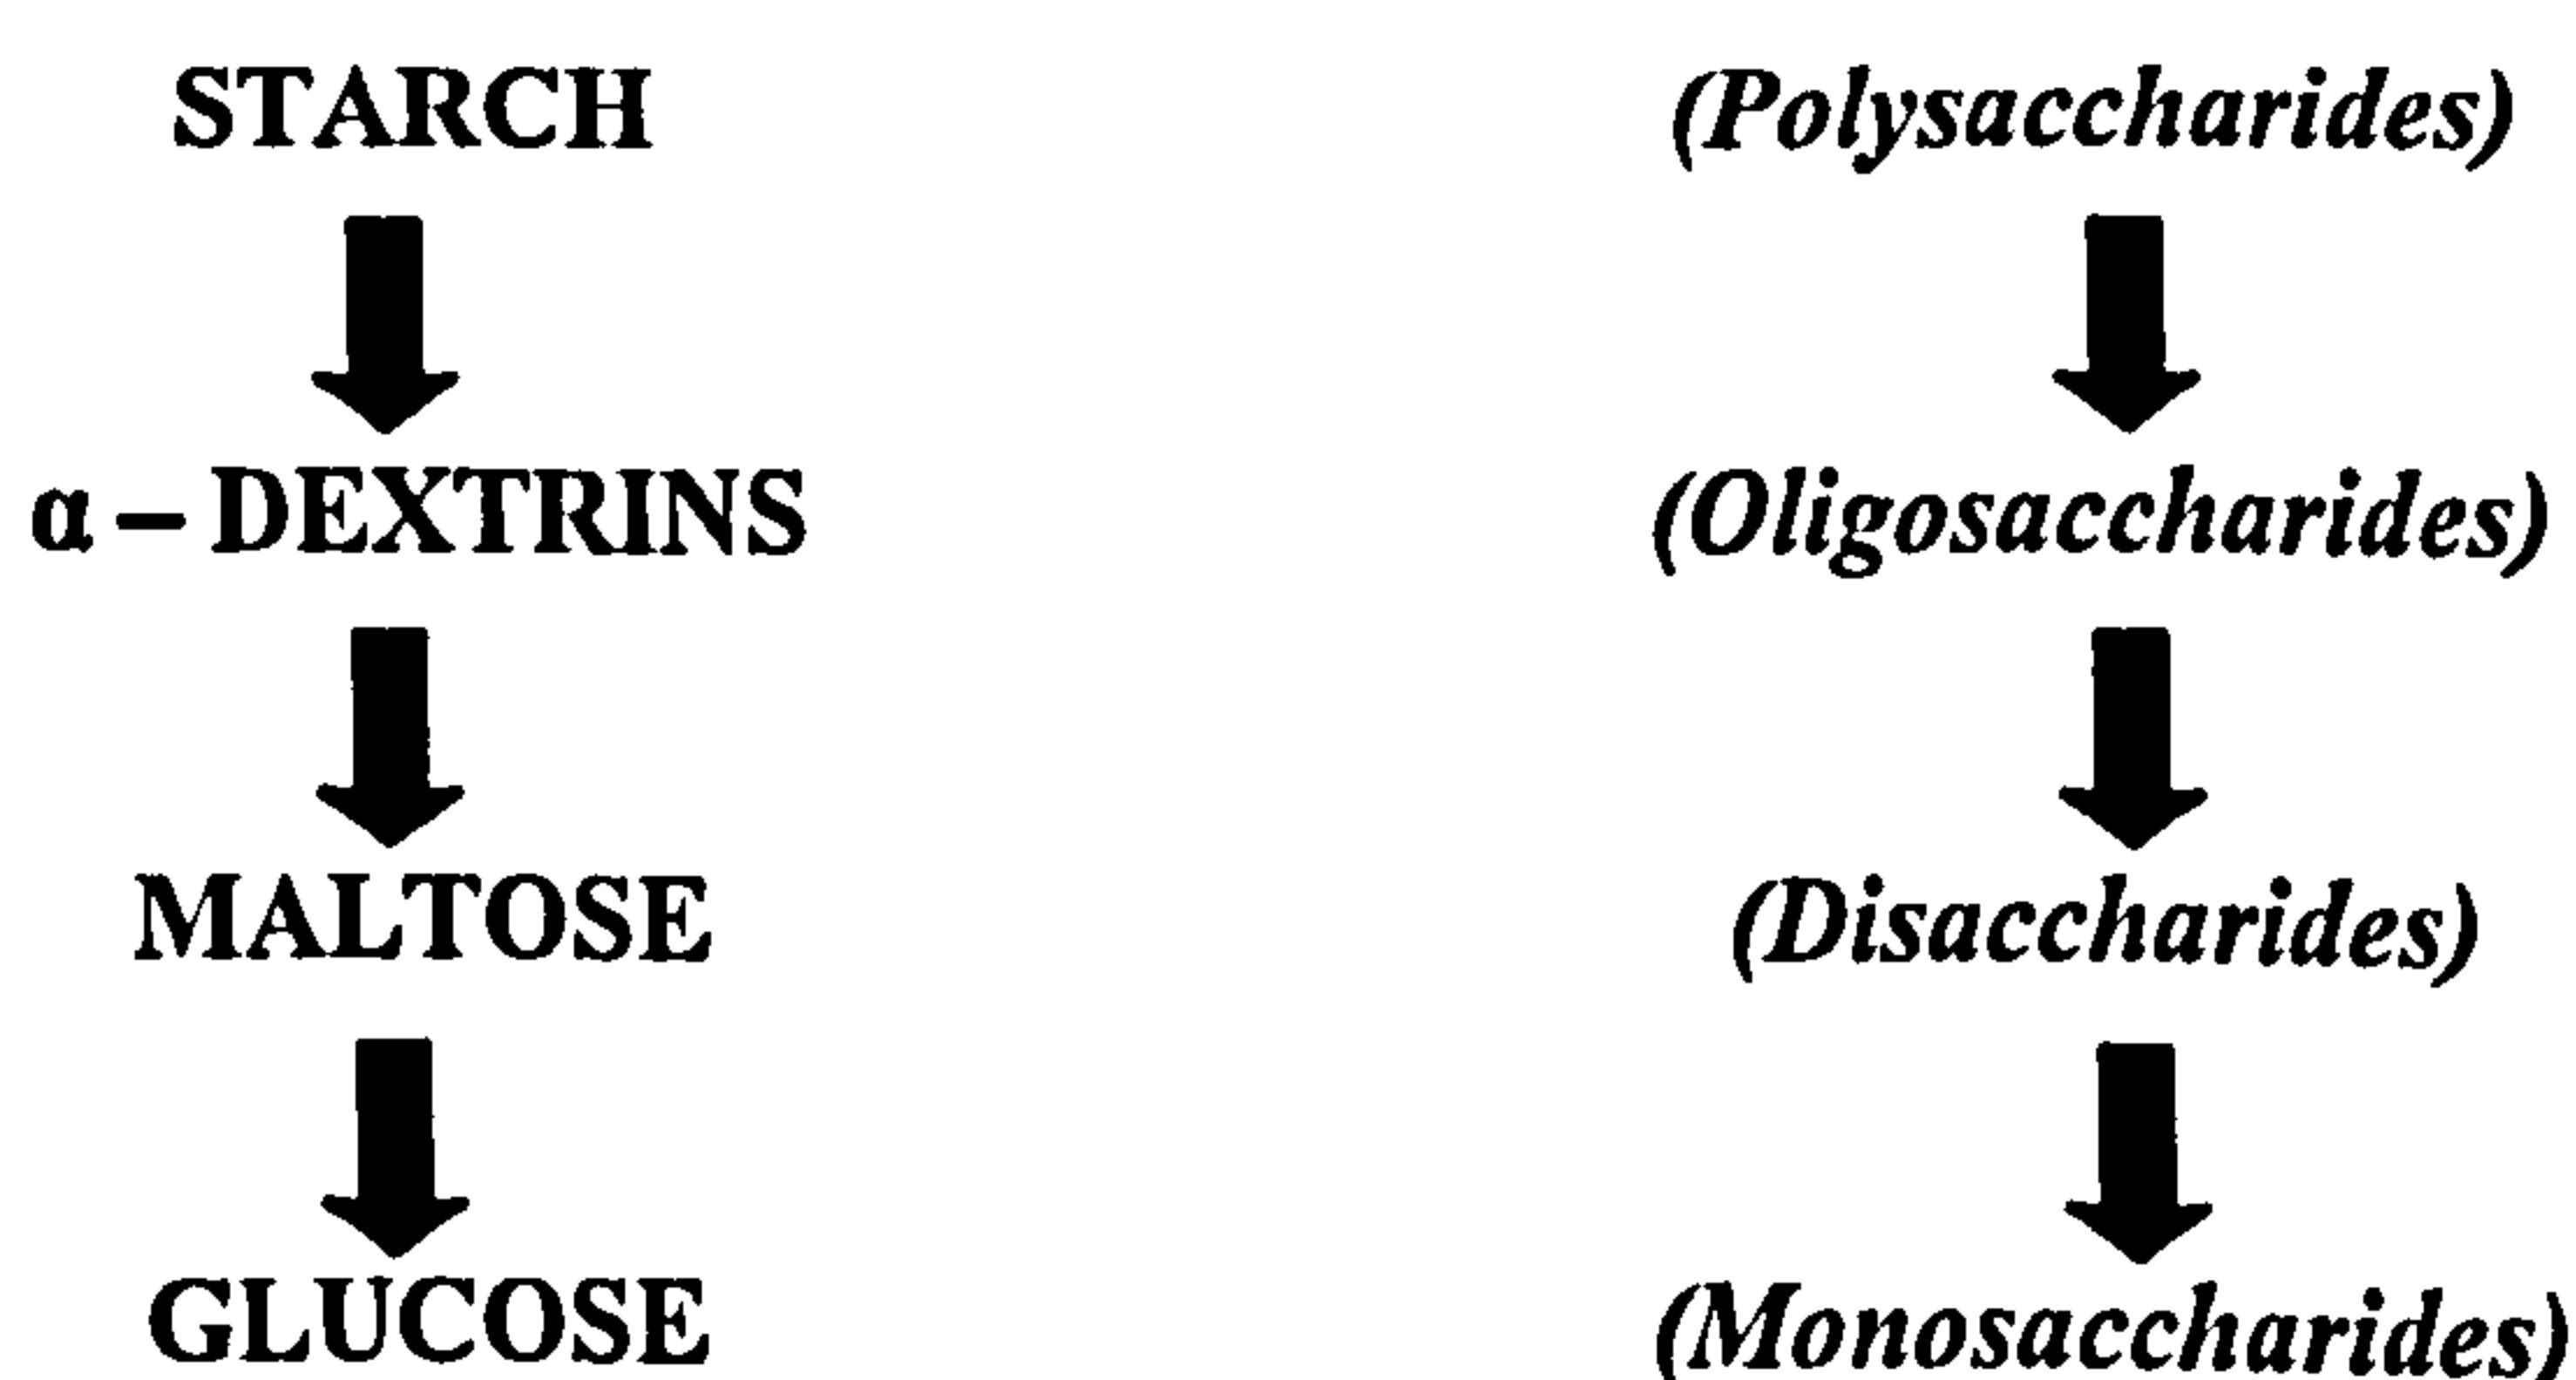 STARCH (Polysaccharides)
α – DEXTRINS (Oligosaccharides)
MALTOSE (Disaccharides)
GLUCOSE (Monosaccharides)